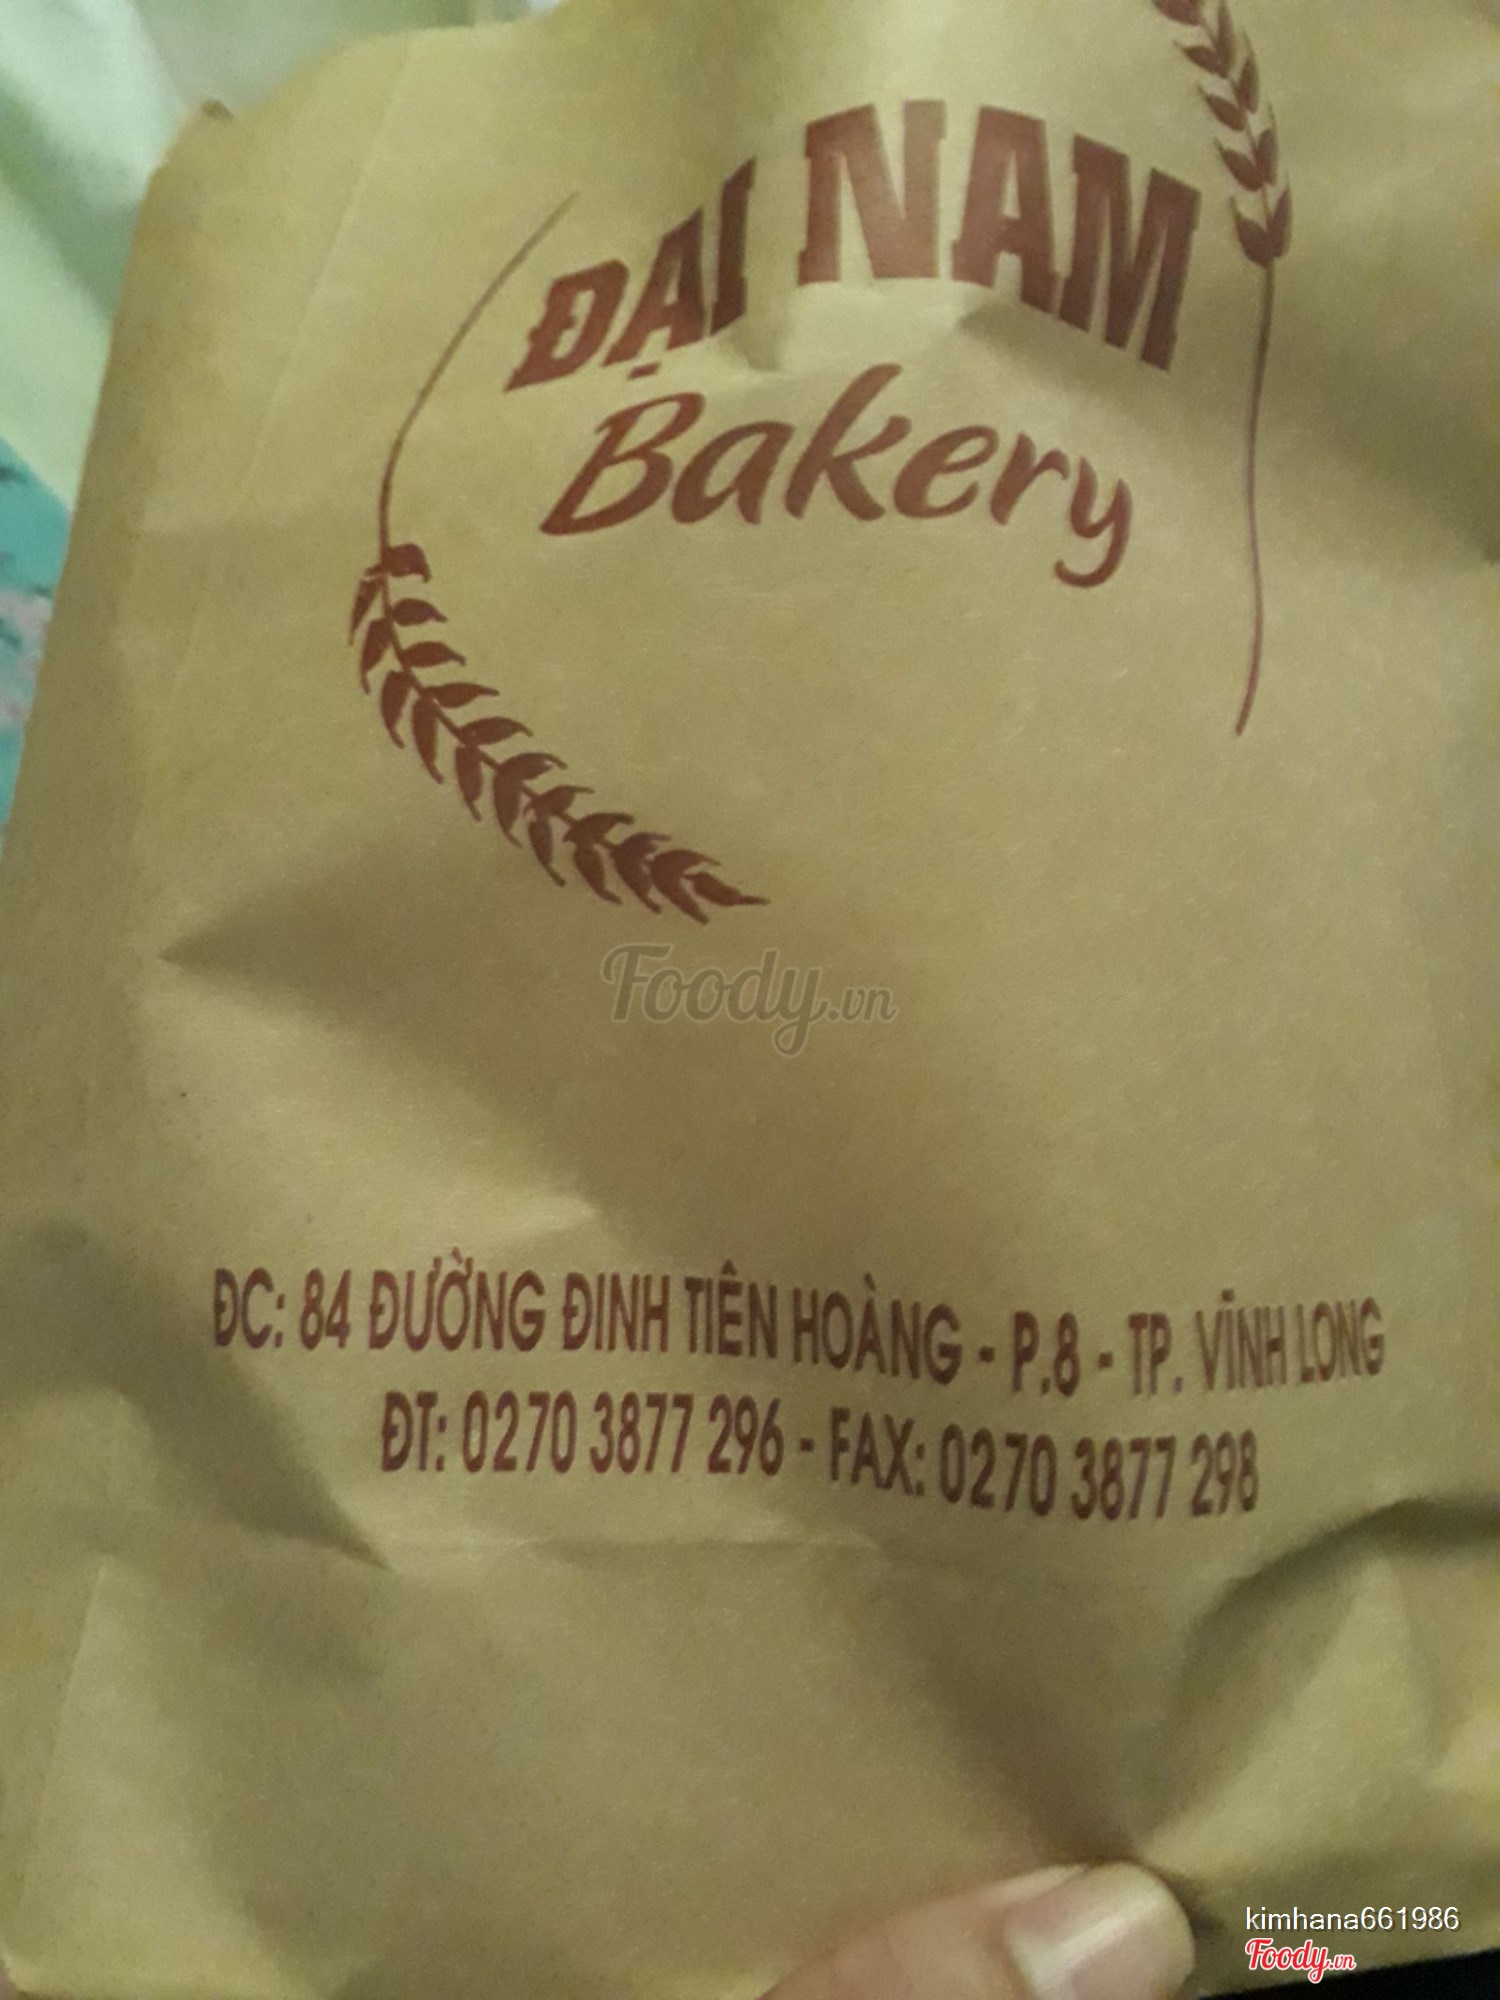 ĐẠI NAM
Bakery
Foody.vn
ĐC: 84 ĐƯỜNG ĐINH TIÊN HOÀNG - P.8 - TP. VĨNH LONG
ĐT: 0270 3877 296 - FAX: 0270 3877 298
kimhana661986
Foody.vn